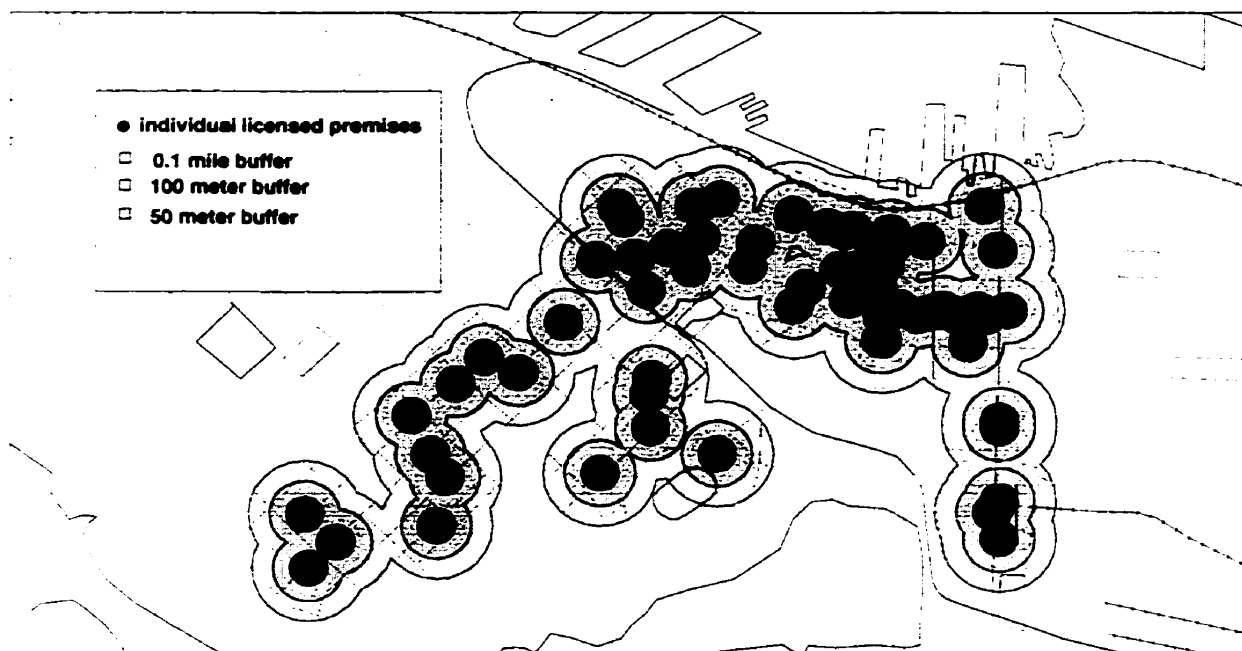 individual licensed premises
0.1 mile buffer
100 meter buffer
50 meter buffer